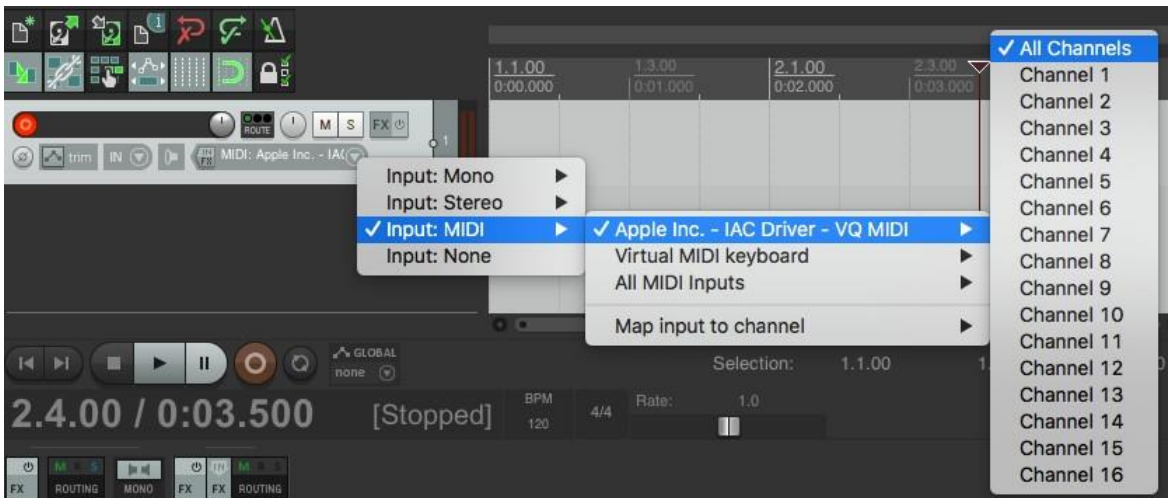 1.1.00 1.3.00 2.1.00 2.3.00
0:00.000 0:01.000 0:02.000 0:03.000
ROUTE M S FX
1
trim IN IN FX MIDI: Apple Inc. - IA
Input: Mono
Input: Stereo
✓ Input: MIDI
Input: None
✓ Apple Inc. - IAC Driver - VQ MIDI
Virtual MIDI keyboard
All MIDI Inputs
Map input to channel
✓ All Channels
Channel 1
Channel 2
Channel 3
Channel 4
Channel 5
Channel 6
Channel 7
Channel 8
Channel 9
Channel 10
Channel 11
Channel 12
Channel 13
Channel 14
Channel 15
Channel 16
GLOBAL
none
Selection: 1.1.00
2.4.00 / 0:03.500 [Stopped]
BPM
120
4/4
Rate: 1.0
FX
M S
ROUTING
MONO
FX
IN
FX
M S
ROUTING